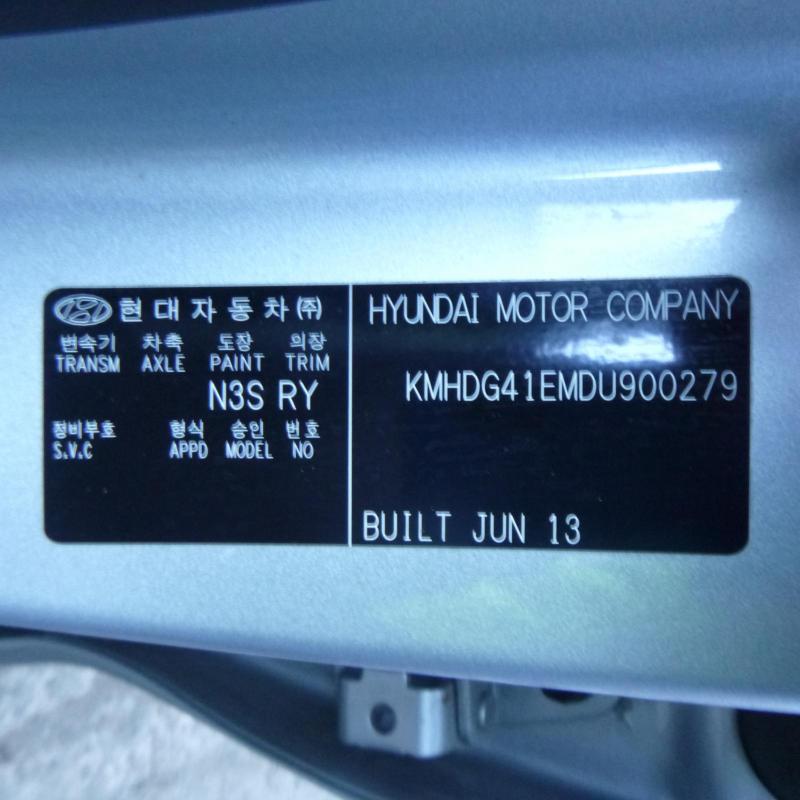 현대자동차(주)
변속기 차축 도장 의장
TRANSM AXLE PAINT TRIM
N3S RY
정비부호 형식 승인 번호
S.V.C APPD MODEL NO
HYUNDAI MOTOR COMPANY
KMHDG41EMDU900279
BUILT JUN 13